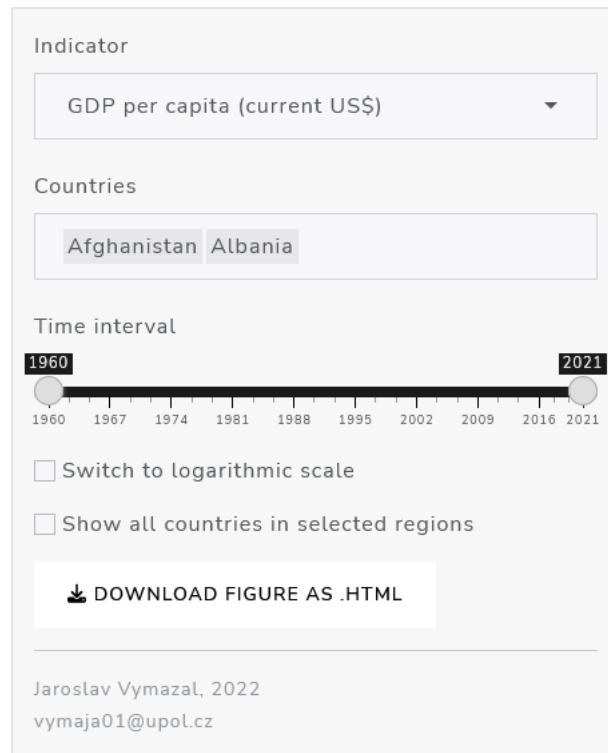 Indicator
GDP per capita (current US$)
Countries
Afghanistan Albania
Time interval
1960 2021
1960 1967 1974 1981 1988 1995 2002 2009 2016 2021
Switch to logarithmic scale
Show all countries in selected regions
DOWNLOAD FIGURE AS .HTML
Jaroslav Vymazal, 2022
vymaja01@upol.cz